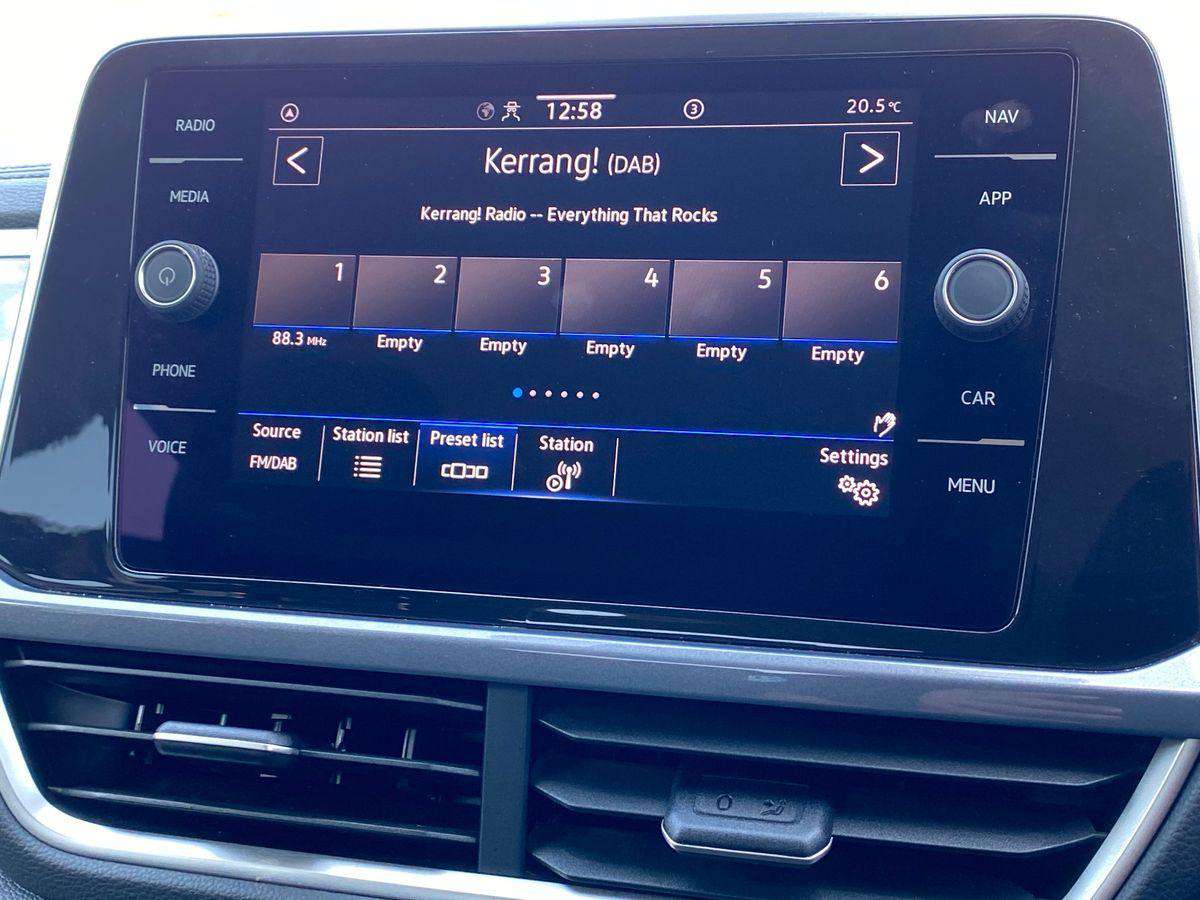 RADIO
MEDIA
PHONE
VOICE
12:58
3
20.5°C
< Kerrang! (DAB) >
Kerrang! Radio -- Everything That Rocks
1 2 3 4 5 6
88.3 MHz Empty Empty Empty Empty Empty
Source Station list Preset list Station Settings
FM/DAB
NAV
APP
CAR
MENU